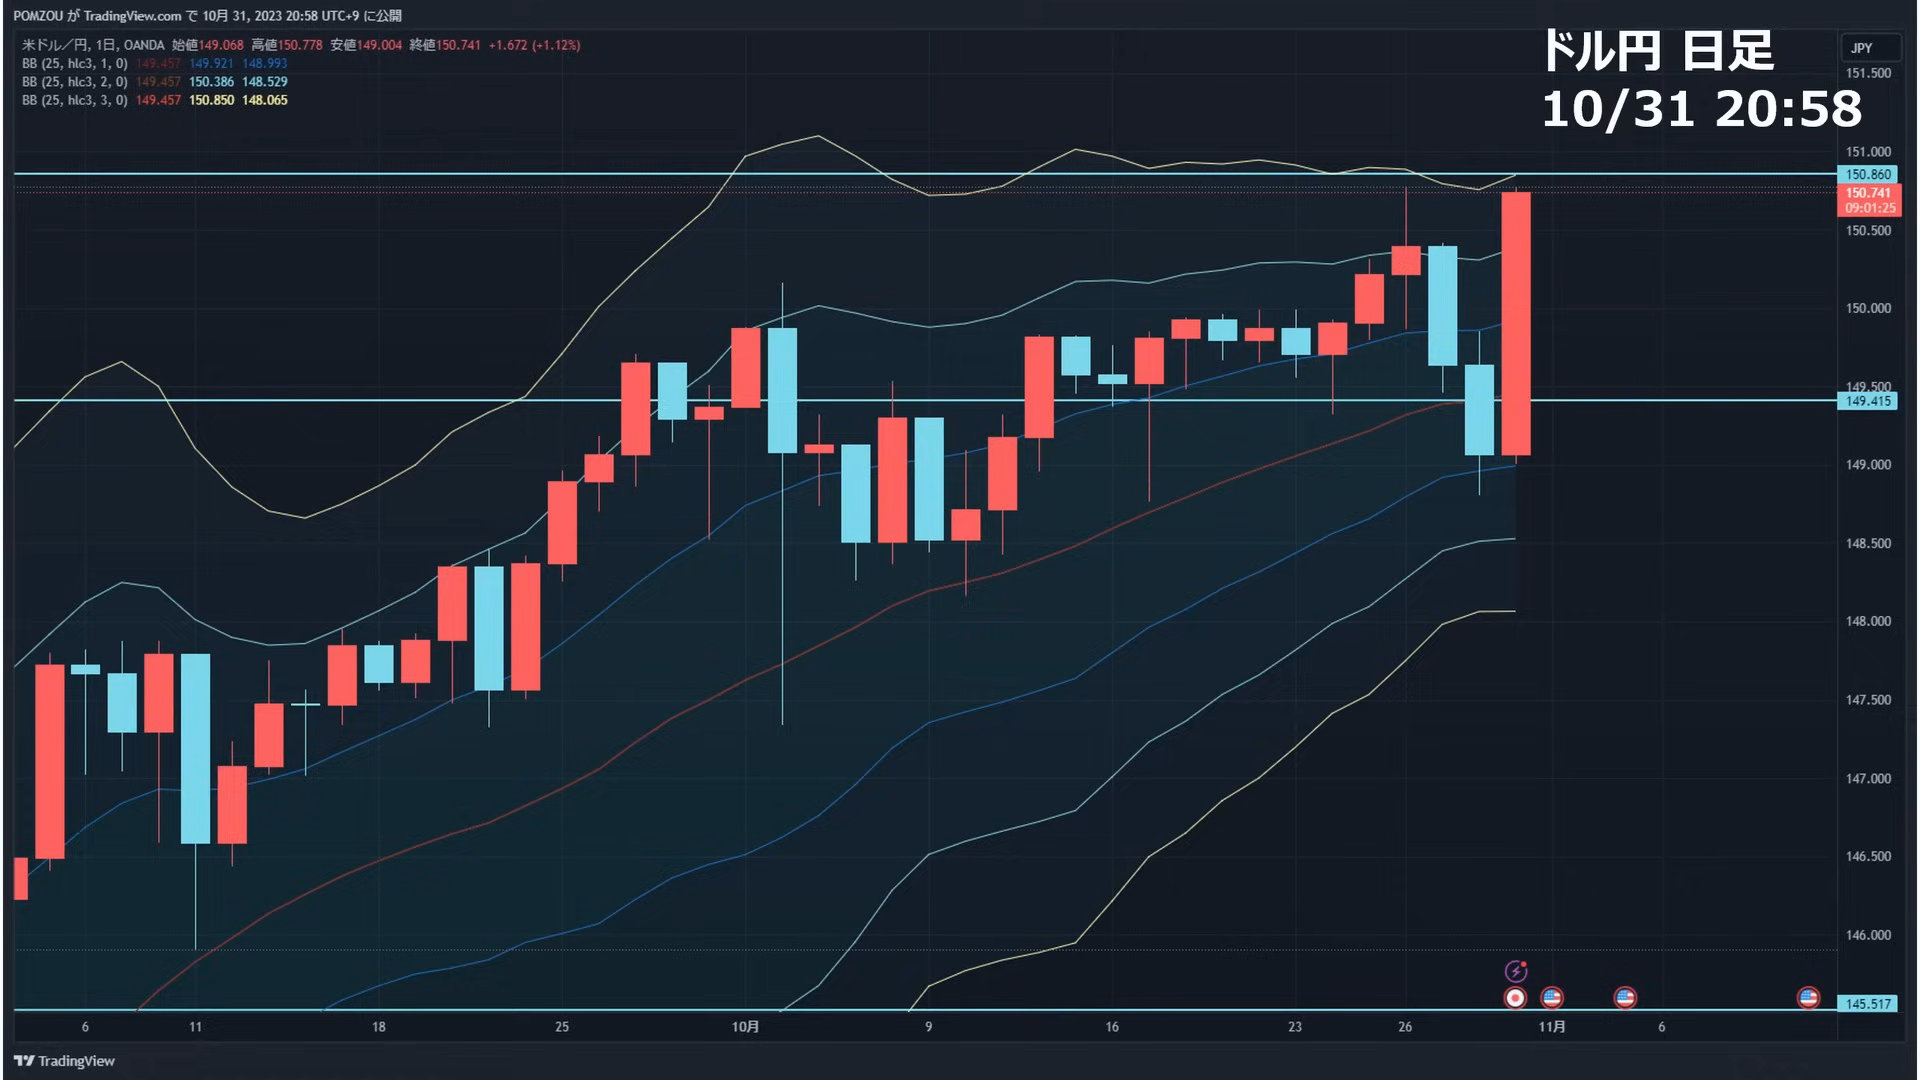 POMZOU が TradingView.com で 10月 31, 2023 20:58 UTC+9 に公開
ドル円 日足
10/31 20:58
米ドル／円, 1日, OANDA 始値149.068 高値150.778 安値149.004 終値150.741 +1.672 (+1.12%)
BB (25, hlc3, 1, 0) 149.457 149.921 148.993
BB (25, hlc3, 2, 0) 149.457 150.386 148.529
BB (25, hlc3, 3, 0) 149.457 150.850 148.065
JPY
151.500
151.000
150.860
150.741
09:01:25
150.500
150.000
149.500
149.415
149.000
148.500
148.000
147.500
147.000
146.500
146.000
145.517
6 11 18 25 10月 9 16 23 26 11月 6
TradingView